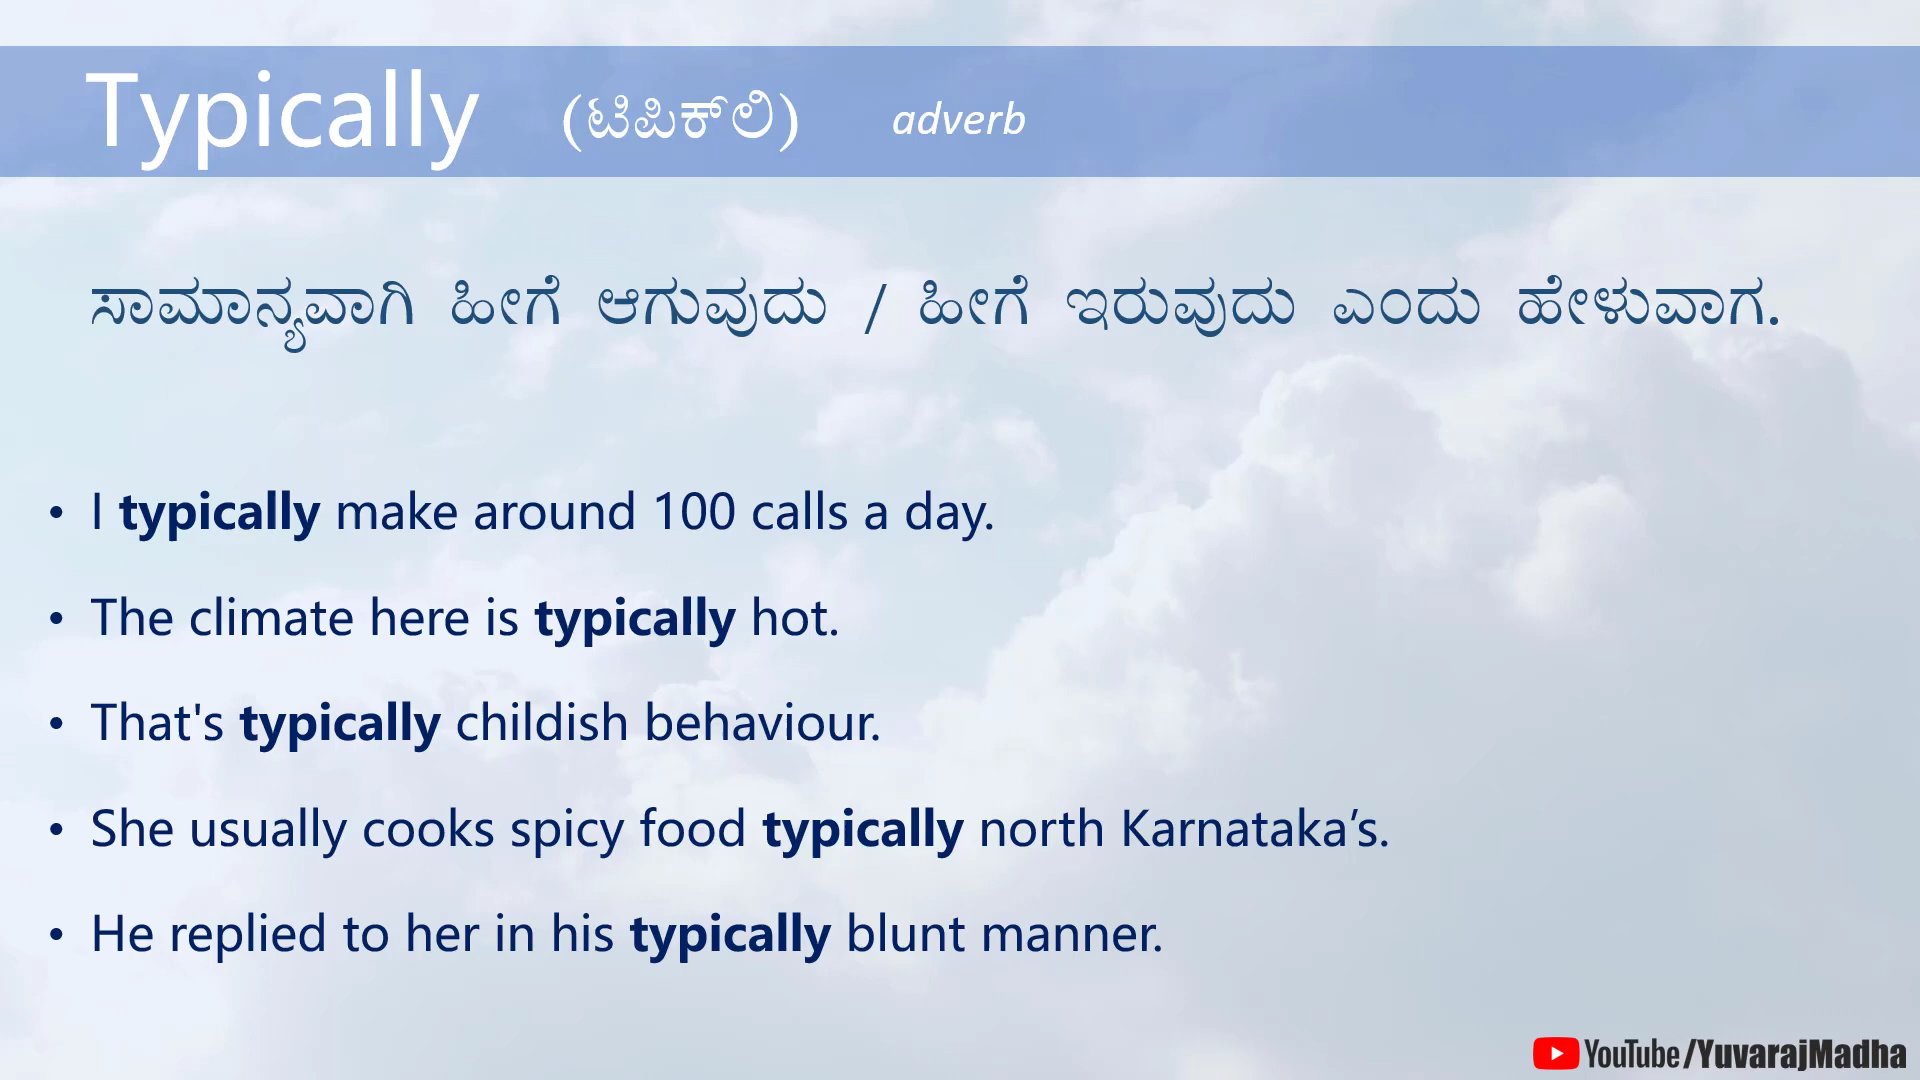 Typically (ಟಿಪಿಕ್‌ಲಿ) adverb
ಸಾಮಾನ್ಯವಾಗಿ ಹೀಗೆ ಆಗುವುದು / ಹೀಗೆ ಇರುವುದು ಎಂದು ಹೇಳುವಾಗ.
• I typically make around 100 calls a day.
• The climate here is typically hot.
• That's typically childish behaviour.
• She usually cooks spicy food typically north Karnataka’s.
• He replied to her in his typically blunt manner.
YouTube/YuvarajMadha